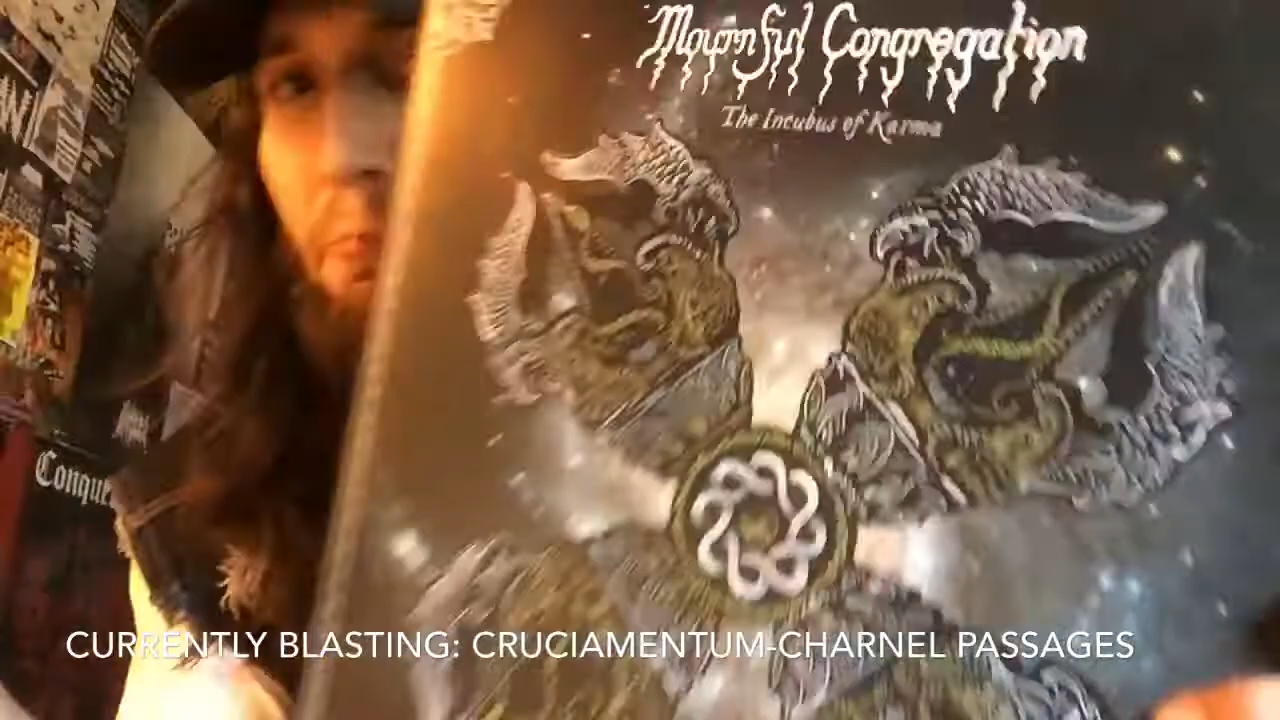 Mournful Congregation
The Incubus of Karma
Conque
CURRENTLY BLASTING: CRUCIAMENTUM-CHARNEL PASSAGES